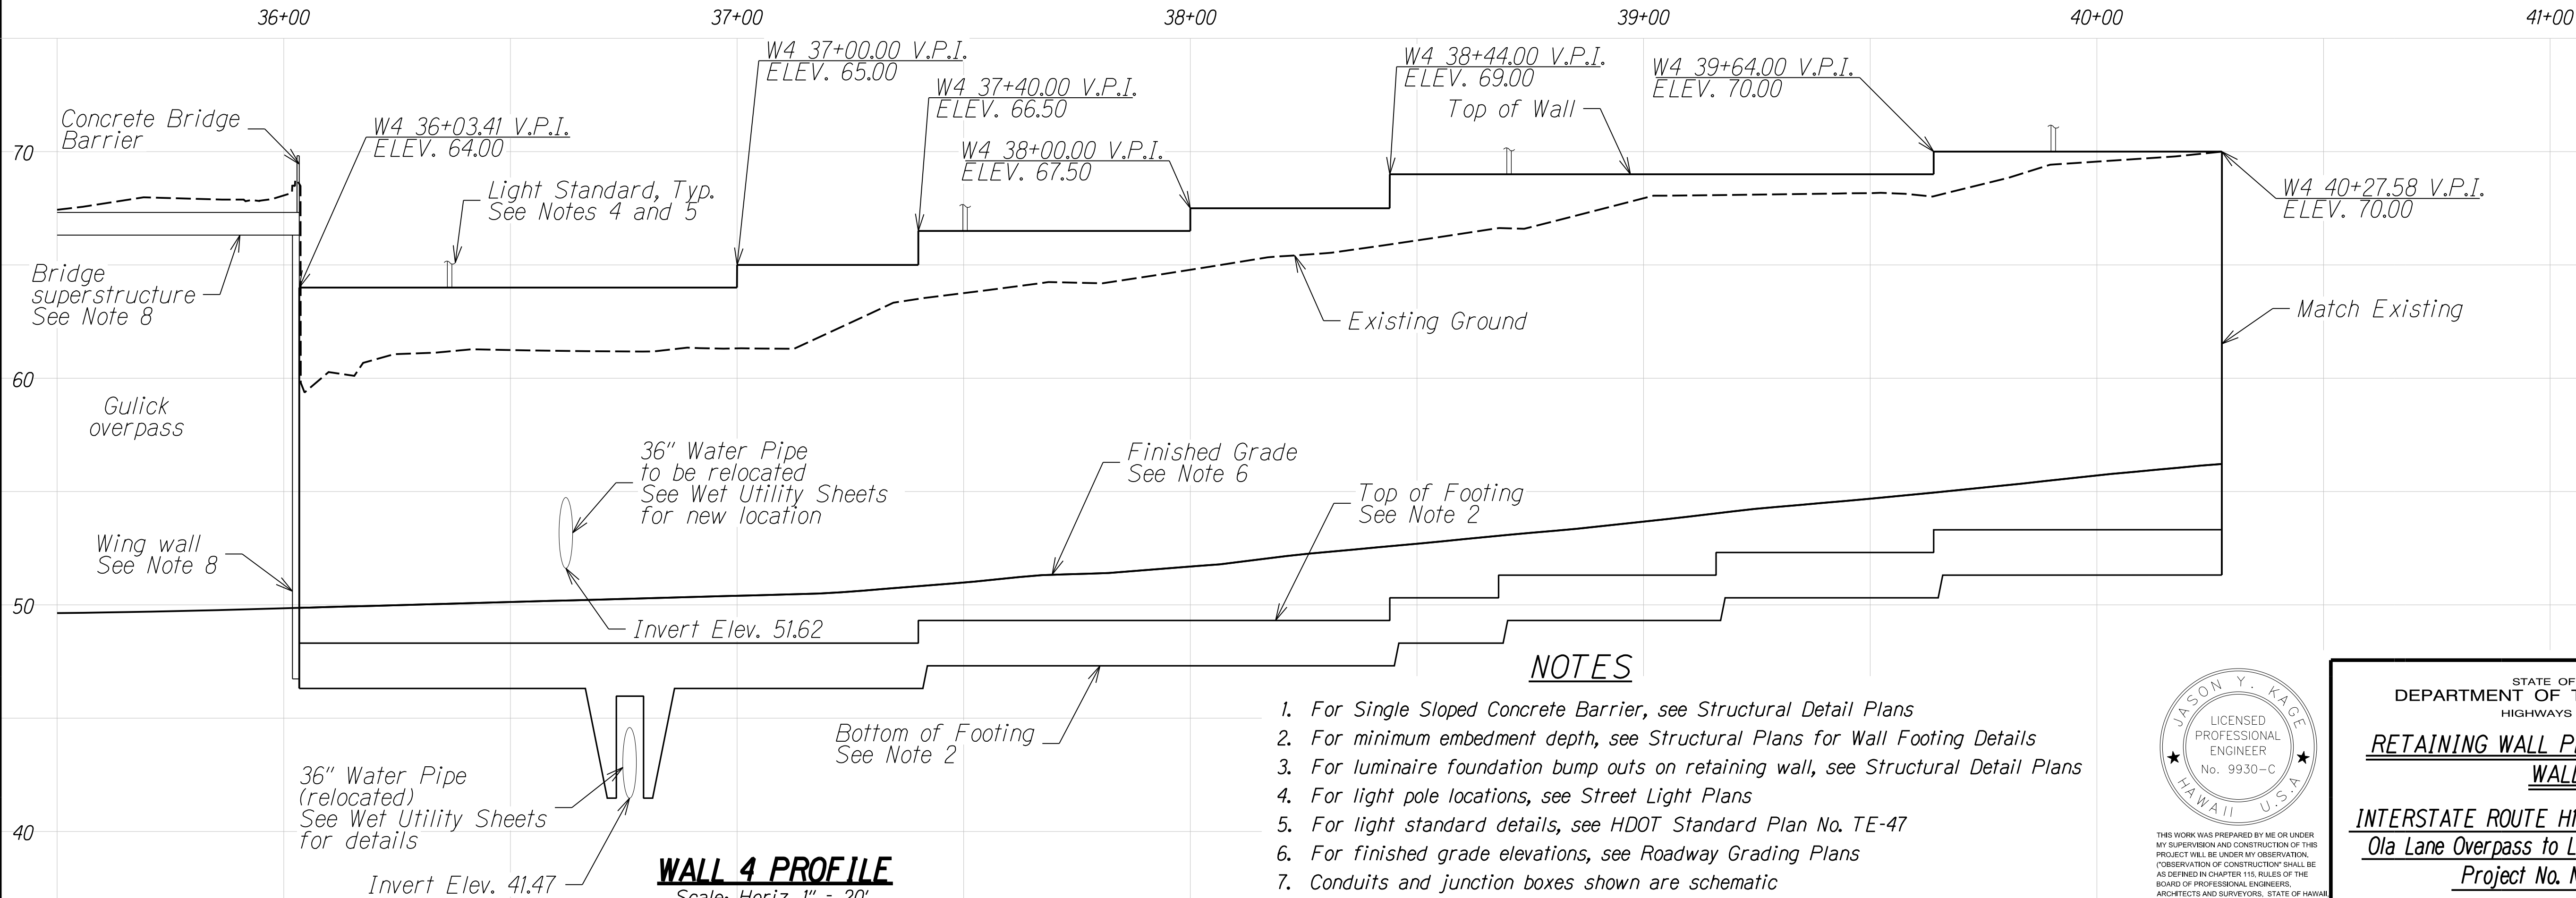 36+00
37+00
38+00
39+00
40+00
41+00
W4 37+00.00 V.P.I.
ELEV. 65.00
W4 38+44.00 V.P.I.
ELEV. 69.00
W4 39+64.00 V.P.I.
ELEV. 70.00
W4 37+40.00 V.P.I.
ELEV. 66.50
Top of Wall
Concrete Bridge
Barrier
W4 36+03.41 V.P.I.
ELEV. 64.00
W4 38+00.00 V.P.I.
ELEV. 67.50
70
Light Standard, Typ.
See Notes 4 and 5
W4 40+27.58 V.P.I.
ELEV. 70.00
Bridge
superstructure
See Note 8
Existing Ground
Match Existing
60
Gulick
overpass
36" Water Pipe
to be relocated
See Wet Utility Sheets
for new location
Finished Grade
See Note 6
Top of Footing
See Note 2
Wing wall
See Note 8
50
Invert Elev. 51.62
Bottom of Footing
See Note 2
36" Water Pipe
(relocated)
See Wet Utility Sheets
for details
40
Invert Elev. 41.47
WALL 4 PROFILE
Scale: Horiz. 1" = 20'
NOTES
1. For Single Sloped Concrete Barrier, see Structural Detail Plans
2. For minimum embedment depth, see Structural Plans for Wall Footing Details
3. For luminaire foundation bump outs on retaining wall, see Structural Detail Plans
4. For light pole locations, see Street Light Plans
5. For light standard details, see HDOT Standard Plan No. TE-47
6. For finished grade elevations, see Roadway Grading Plans
7. Conduits and junction boxes shown are schematic
JASON Y. KAGE
LICENSED
PROFESSIONAL
ENGINEER
No. 9930-C
HAWAII U.S.A
THIS WORK WAS PREPARED BY ME OR UNDER
MY SUPERVISION AND CONSTRUCTION OF THIS
PROJECT WILL BE UNDER MY OBSERVATION,
("OBSERVATION OF CONSTRUCTION" SHALL BE
AS DEFINED IN CHAPTER 115, RULES OF THE
BOARD OF PROFESSIONAL ENGINEERS,
ARCHITECTS AND SURVEYORS, STATE OF HAWAII
STATE OF
DEPARTMENT OF T
HIGHWAYS
RETAINING WALL P
WALL
INTERSTATE ROUTE H1
Ola Lane Overpass to L
Project No. N